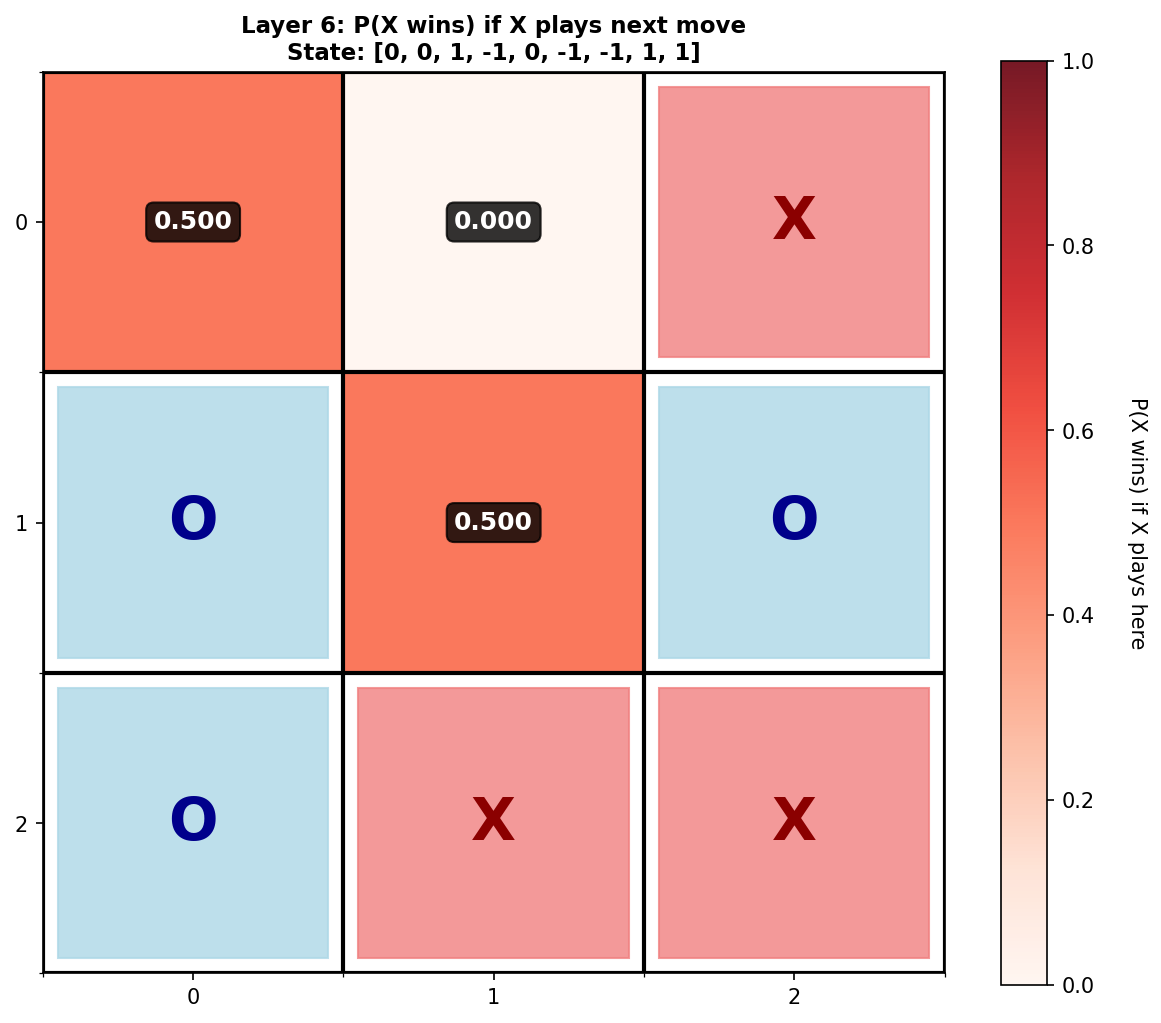 Layer 6: P(X wins) if X plays next move
State: [0, 0, 1, -1, 0, -1, -1, 1, 1]
0
0.500
0.000
X
1
O
0.500
O
2
O
X
X
0
1
2
1.0
0.8
0.6
0.4
0.2
0.0
P(X wins) if X plays here